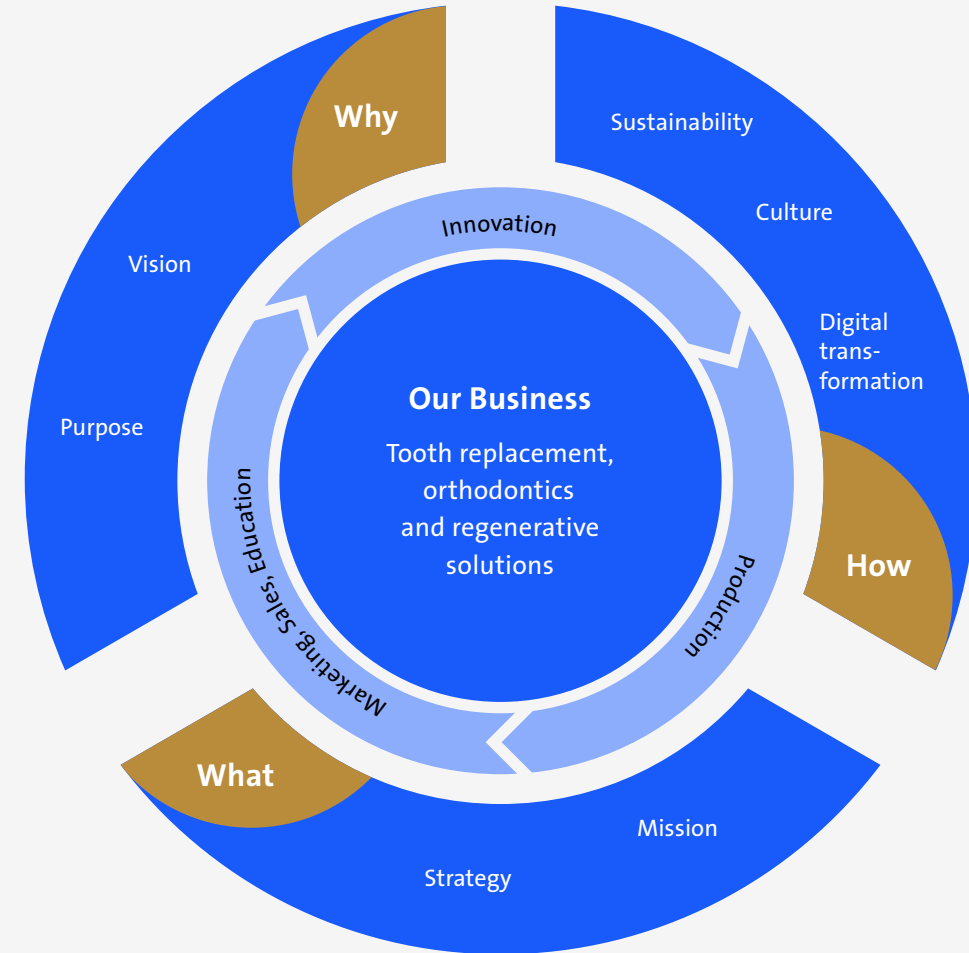 Why
Vision
Purpose
Sustainability
Culture
Digital
trans-
formation
How
What
Strategy
Mission
Innovation
Production
Marketing, Sales, Education
Our Business
Tooth replacement,
orthodontics
and regenerative
solutions